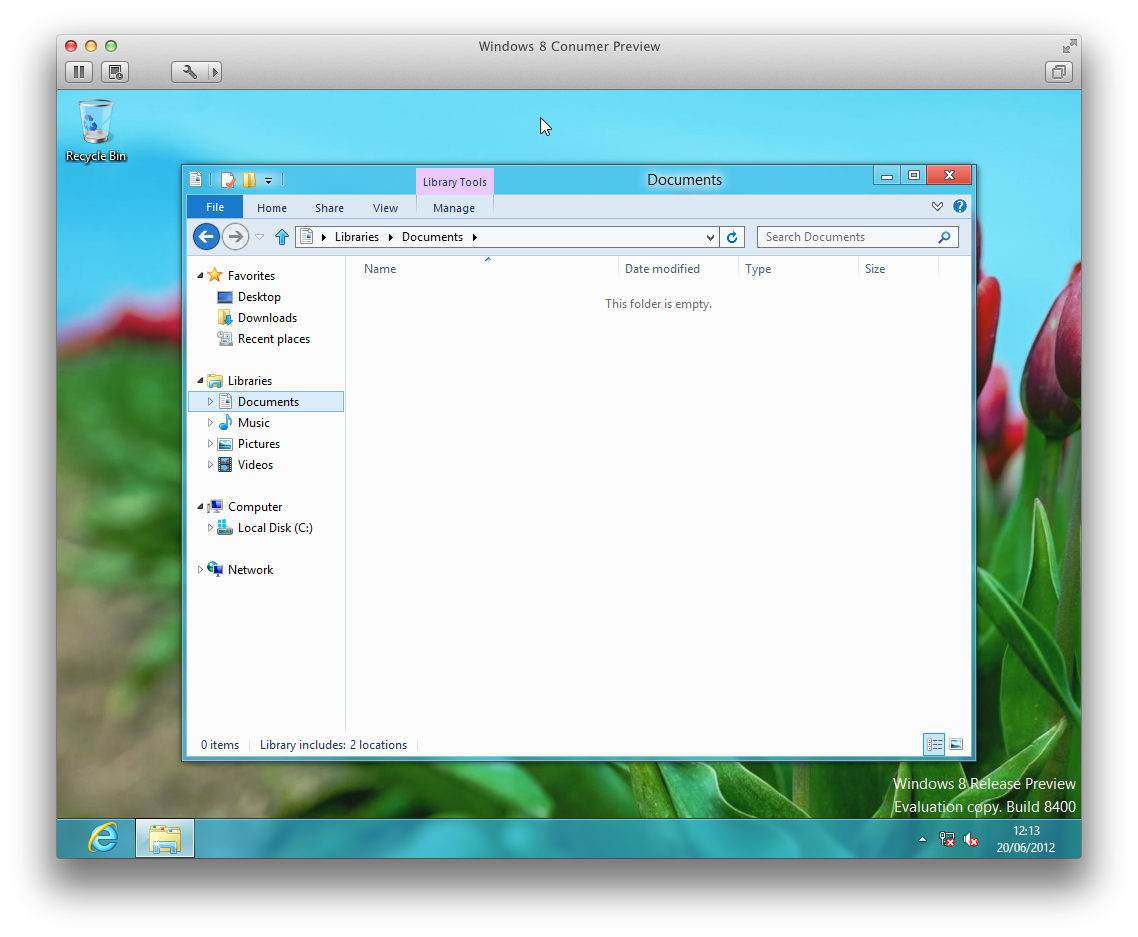 Windows 8 Conumer Preview
Recycle Bin
Library Tools
Documents
File
Home
Share
View
Manage
Libraries
Documents
Search Documents
Favorites
Desktop
Downloads
Recent places
Libraries
Documents
Music
Pictures
Videos
Computer
Local Disk (C:)
Network
Name
Date modified
Type
Size
This folder is empty.
0 items
Library includes: 2 locations
Windows 8 Release Preview
Evaluation copy. Build 8400
12:13
20/06/2012